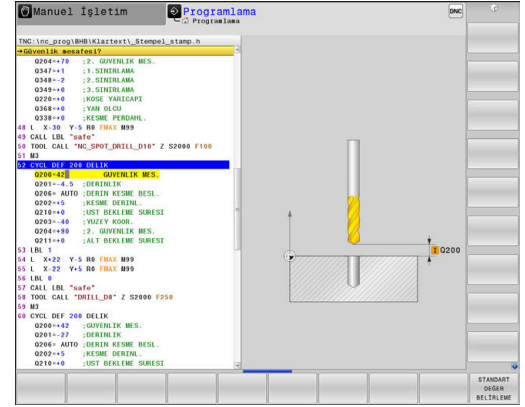 Manuel İşletim
Programlama
Programlama
DNC
TNC:\nc_prog\BHB\Klartext\_Stempel_stamp.h
→Güvenlik mesafesi?
Q204=+70 ;2. GUVENLIK MES.
Q347=+1 ;1.SINIRLAMA
Q348=-2 ;2.SINIRLAMA
Q349=+0 ;3.SINIRLAMA
Q220=+0 ;KOSE YARICAPI
Q368=+0 ;YAN OLCU
Q338=+0 ;KESME PERDAHL.
48 L X-30 Y-5 R0 FMAX M99
49 CALL LBL "safe"
50 TOOL CALL "NC_SPOT_DRILL_D10" Z S2000 F100
51 M3
52 CYCL DEF 200 DELIK
Q200=42 GUVENLIK MES.
Q201=-4.5 ;DERINLIK
Q206= AUTO ;DERIN KESME BESL.
Q202=+5 ;KESME DERINL.
Q210=+0 ;UST BEKLEME SURESI
Q203=-40 ;YUZEY KOOR.
Q204=+90 ;2. GUVENLIK MES.
Q211=+0 ;ALT BEKLEME SURESI
53 LBL 1
54 L X+22 Y-5 R0 FMAX M99
55 L X-22 Y+5 R0 FMAX M99
56 LBL 0
57 CALL LBL "safe"
58 TOOL CALL "DRILL_D8" Z S2000 F250
59 M3
60 CYCL DEF 200 DELIK
Q200=+42 ;GUVENLIK MES.
Q201=-27 ;DERINLIK
Q206= AUTO ;DERIN KESME BESL.
Q202=+5 ;KESME DERINL.
Q210=+0 ;UST BEKLEME SURESI
I Q200
STANDART
DEĞER
BELİRLEME